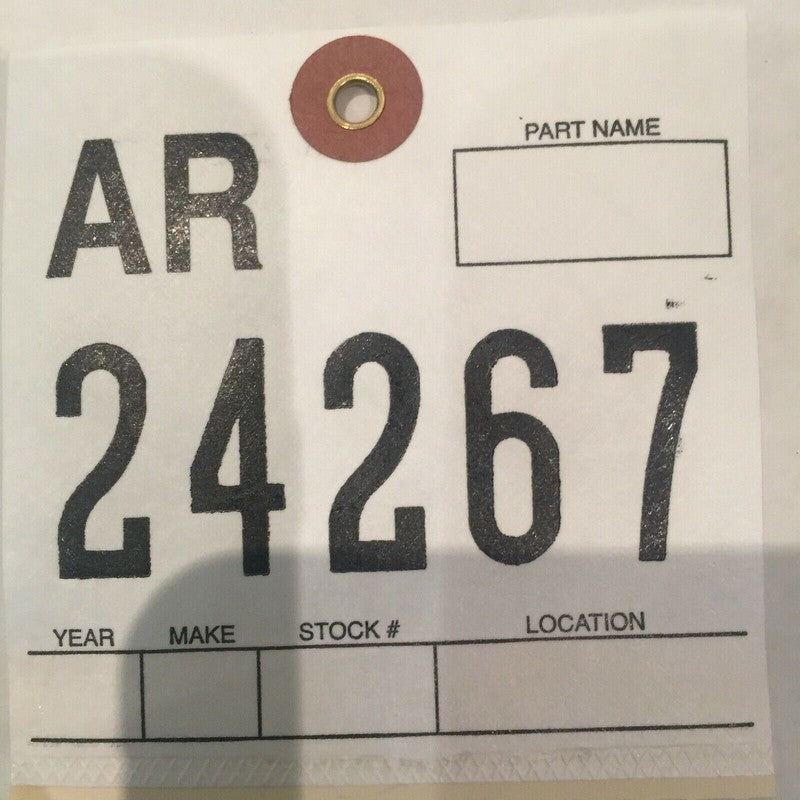 PART NAME
AR
24267
YEAR MAKE STOCK # LOCATION